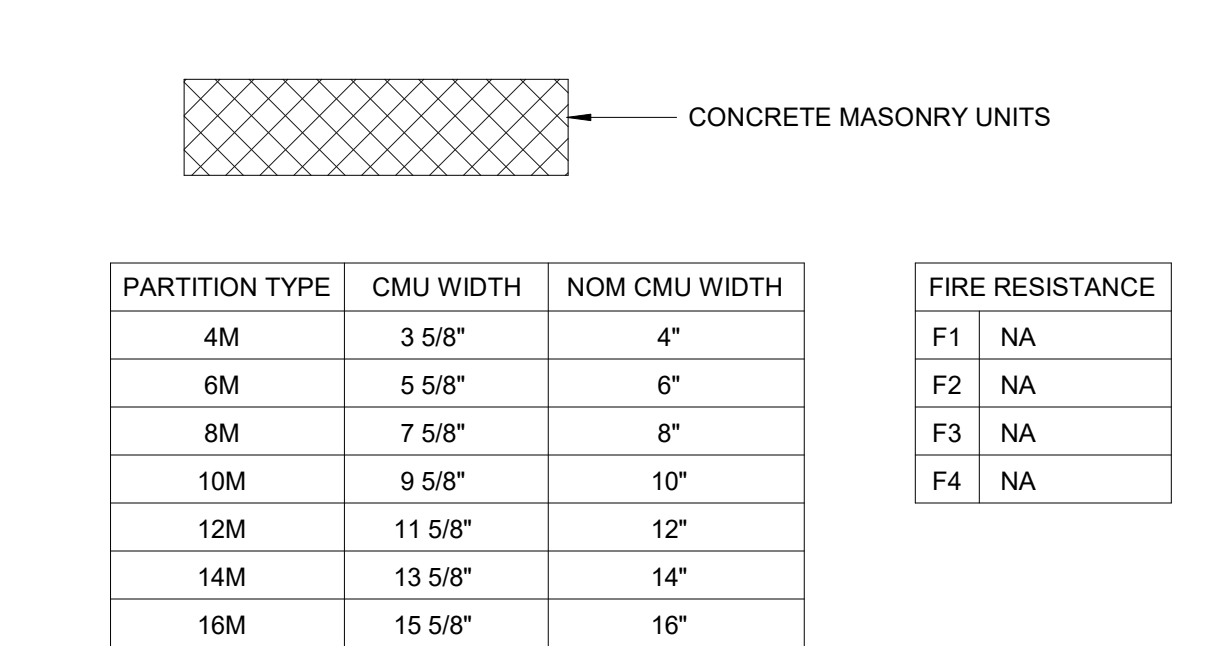 CONCRETE MASONRY UNITS
PARTITION TYPE CMU WIDTH NOM CMU WIDTH
4M 3 5/8" 4"
6M 5 5/8" 6"
8M 7 5/8" 8"
10M 9 5/8" 10"
12M 11 5/8" 12"
14M 13 5/8" 14"
16M 15 5/8" 16"
FIRE RESISTANCE
F1 NA
F2 NA
F3 NA
F4 NA